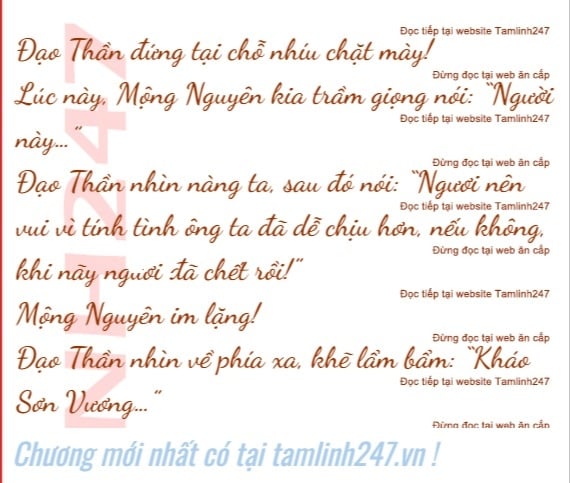 Đọc tiếp tại website Tamlinh247
Đạo Thần đứng tại chỗ nhíu chặt mày!
Đừng đọc tại web ăn cắp
Lúc này, Mộng Nguyên kia trầm giọng nói: “Người
Đọc tiếp tại website Tamlinh247
này...”
Đừng đọc tại web ăn cắp
Đạo Thần nhìn nàng ta, sau đó nói: “Ngươi nên
Đọc tiếp tại website Tamlinh247
vui vì tính tình ông ta đã dễ chịu hơn, nếu không,
Đừng đọc tại web ăn cắp
khi nãy ngươi đã chết rồi!”
Đọc tiếp tại website Tamlinh247
Mộng Nguyên im lặng!
Đừng đọc tại web ăn cắp
Đạo Thần nhìn về phía xa, khẽ lẩm bẩm: “Kháo
Đọc tiếp tại website Tamlinh247
Sơn Vương...”
Đừng đọc tại web ăn cắp
NH247
Chương mới nhất có tại tamlinh247.vn !